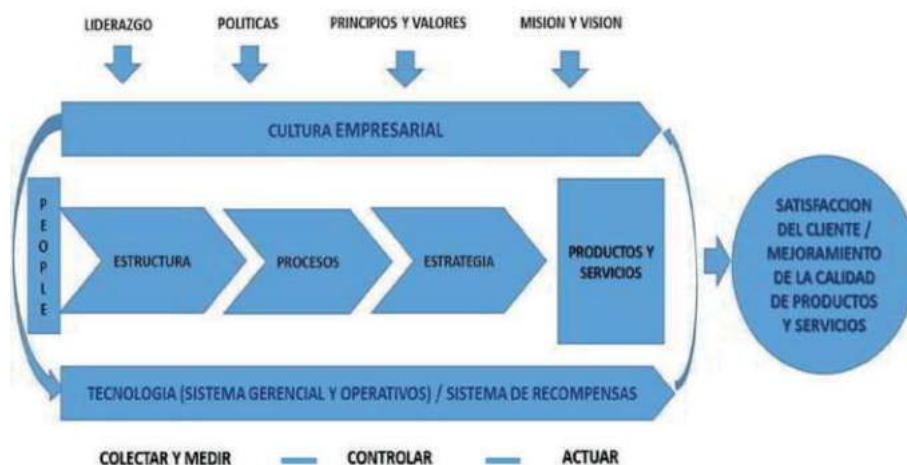 LIDERAZGO
POLITICAS
PRINCIPIOS Y VALORES
MISION Y VISION
CULTURA EMPRESARIAL
PEOPLE
ESTRUCTURA
PROCESOS
ESTRATEGIA
PRODUCTOS Y
SERVICIOS
SATISFACCION
DEL CLIENTE /
MEJORAMIENTO
DE LA CALIDAD
DE PRODUCTOS
Y SERVICIOS
TECNOLOGIA (SISTEMA GERENCIAL Y OPERATIVOS) / SISTEMA DE RECOMPENSAS
COLECTAR Y MEDIR
CONTROLAR
ACTUAR